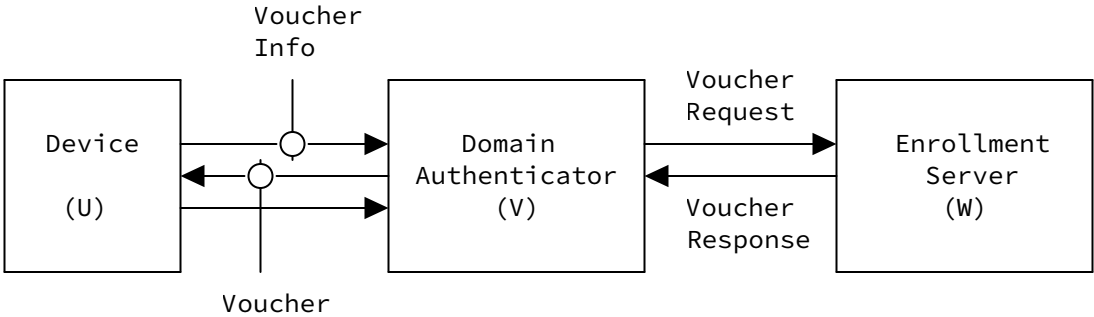 Voucher
Info
Device
(U)
Domain
Authenticator
(V)
Voucher
Request
Voucher
Response
Enrollment
Server
(W)
Voucher